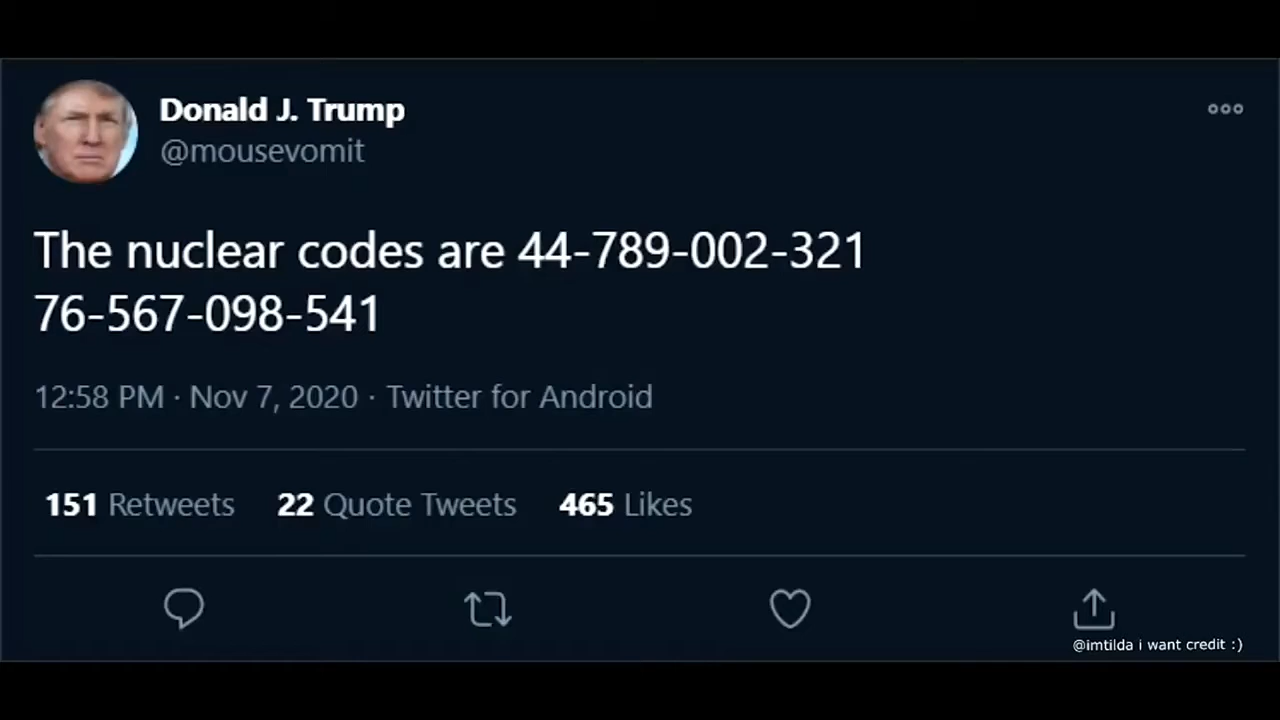 Donald J. Trump
@mousevomit
The nuclear codes are 44-789-002-321
76-567-098-541
12:58 PM · Nov 7, 2020 · Twitter for Android
151 Retweets 22 Quote Tweets 465 Likes
@imtilda i want credit :)